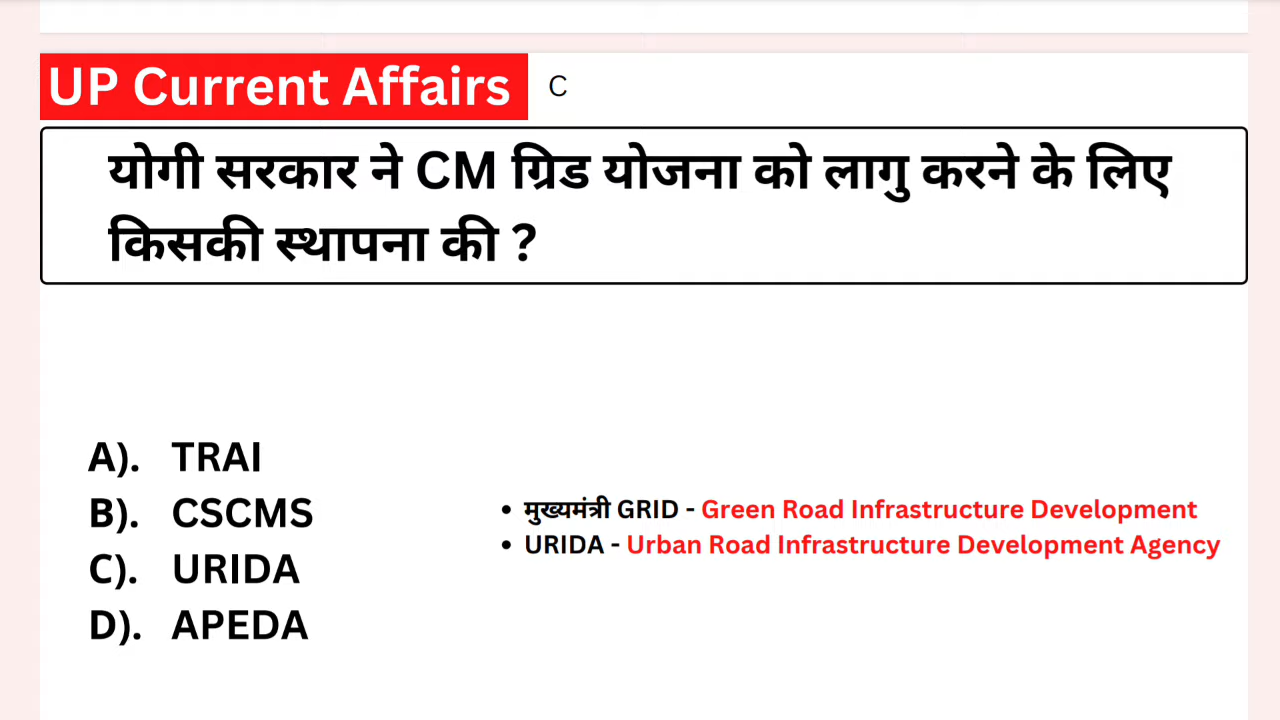 UP Current Affairs
C
योगी सरकार ने CM ग्रिड योजना को लागु करने के लिए
किसकी स्थापना की ?
A). TRAI
B). CSCMS
C). URIDA
D). APEDA
• मुख्यमंत्री GRID - Green Road Infrastructure Development
• URIDA - Urban Road Infrastructure Development Agency